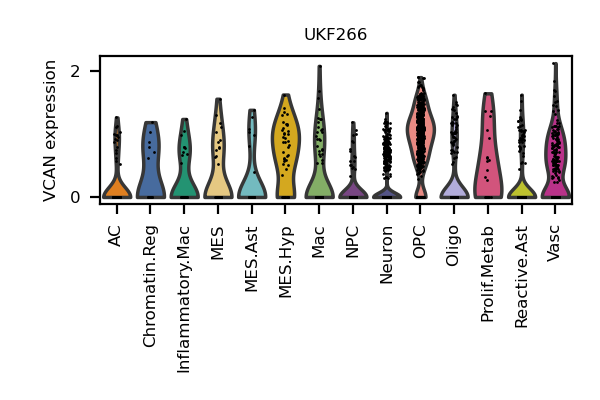 UKF266
VCAN expression
2
0
AC
Chromatin.Reg
Inflammatory.Mac
MES
MES.Ast
MES.Hyp
Mac
NPC
Neuron
OPC
Oligo
Prolif.Metab
Reactive.Ast
Vasc